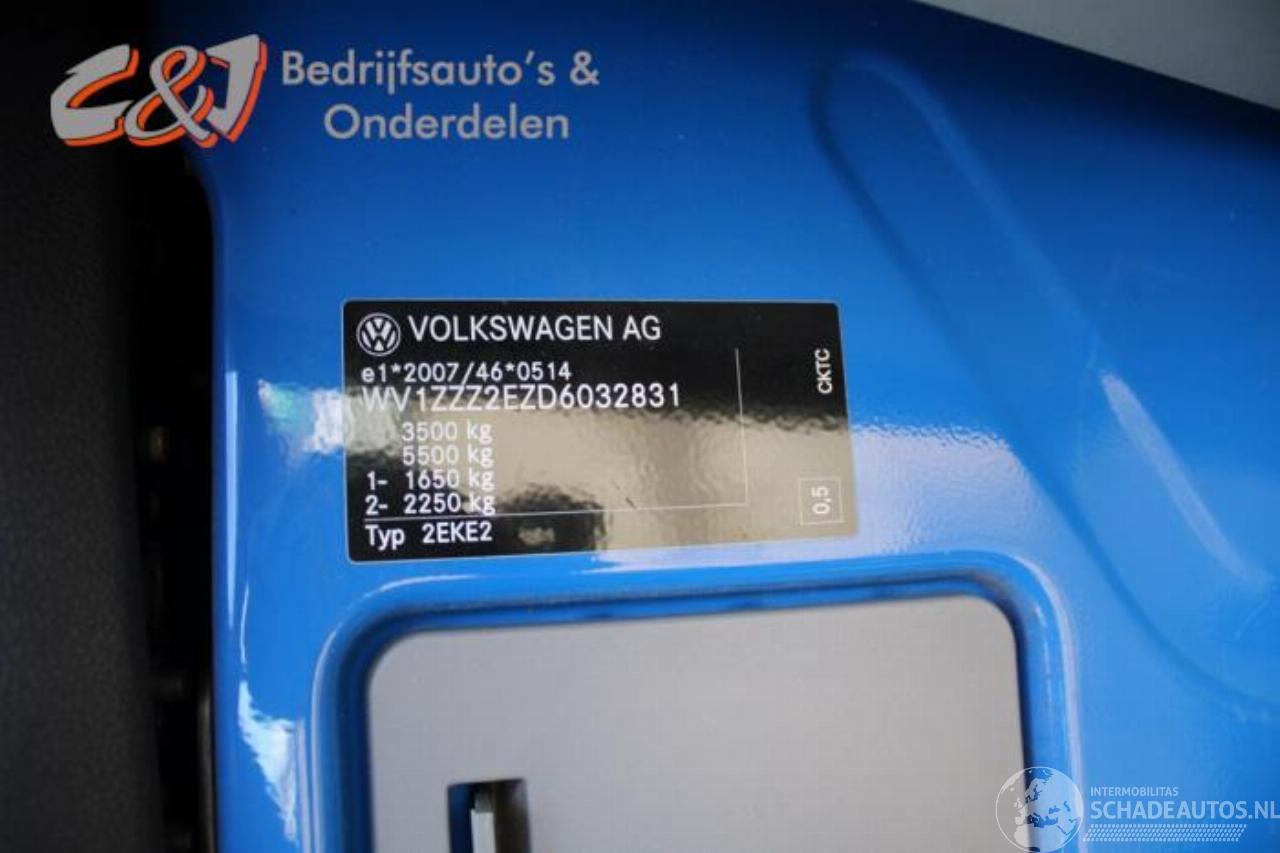 C&J Bedrijfsauto's &
Onderdelen
VOLKSWAGEN AG
e1*2007/46*0514
WV1ZZZ2EZD6032831
3500 kg
5500 kg
1- 1650 kg
2- 2250 kg
Typ 2EKE2
CKTC
0,5
INTERMOBILITAS
SCHADEAUTOS.NL